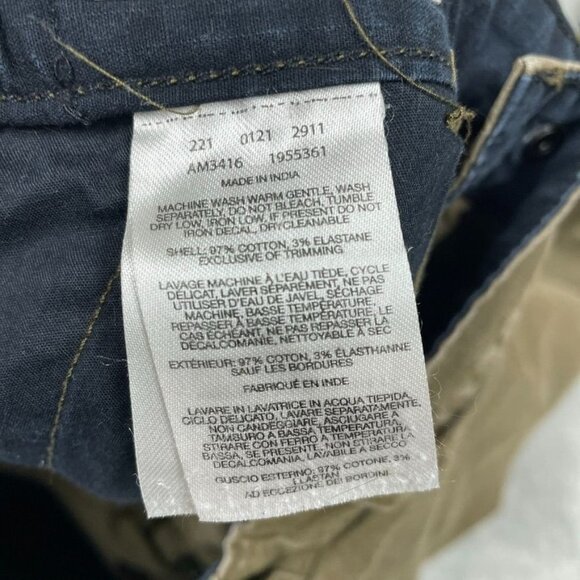 221 0121 2911
AM3416 1955361
MADE IN INDIA
MACHINE WASH WARM GENTLE, WASH
SEPARATELY, DO NOT BLEACH, TUMBLE
DRY LOW, IRON LOW, IF PRESENT DO NOT
IRON DECAL, DRYCLEANABLE
SHELL: 97% COTTON, 3% ELASTANE
EXCLUSIVE OF TRIMMING
LAVAGE MACHINE À L'EAU TIÈDE, CYCLE
DÉLICAT, LAVER SÉPARÉMENT, NE PAS
UTILISER D'EAU DE JAVEL, SÉCHAGE
MACHINE, BASSE TEMPÉRATURE,
REPASSER À BASSE TEMPÉRATURE, LE
CAS ÉCHÉANT, NE PAS REPASSER LE
DÉCALCOMANIE, NETTOYABLE À SEC
EXTÉRIEUR: 97% COTON, 3% ÉLASTHANNE
SAUF LES BORDURES
FABRIQUÉ EN INDE
LAVARE IN LAVATRICE IN ACQUA TIEPIDA,
CICLO DELICATO, LAVARE SEPARATAMENTE,
NON CANDEGGIARE, ASCIUGARE A
TAMBURO A BASSA TEMPERATURA,
STIRARE CON FERRO A TEMPERATURA
BASSA, SE PRESENTE, NON STIRARE LA
DECALCOMANIA, LAVABILE A SECCO
GUSCIO ESTERNO: 97% COTONE, 3%
AD ECCEZIONE DEI BORDINI